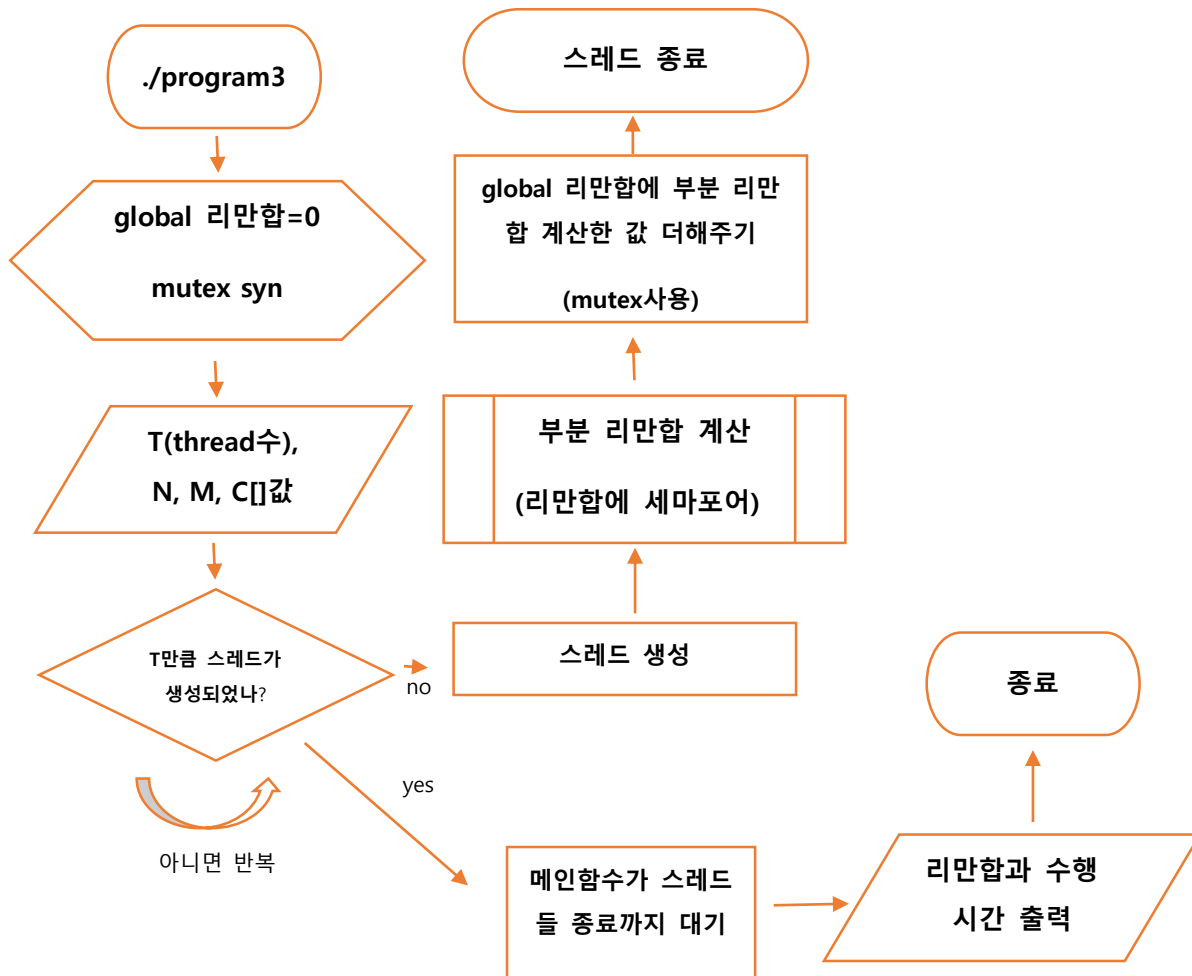 ./program3
global 리만합=0
mutex syn
T(thread수),
N, M, C[]값
T만큼 스레드가
생성되었나?
아니면 반복
no
yes
스레드 생성
부분 리만합 계산
(리만합에 세마포어)
global 리만합에 부분 리만
합 계산한 값 더해주기
(mutex사용)
스레드 종료
메인함수가 스레드
들 종료까지 대기
리만합과 수행
시간 출력
종료